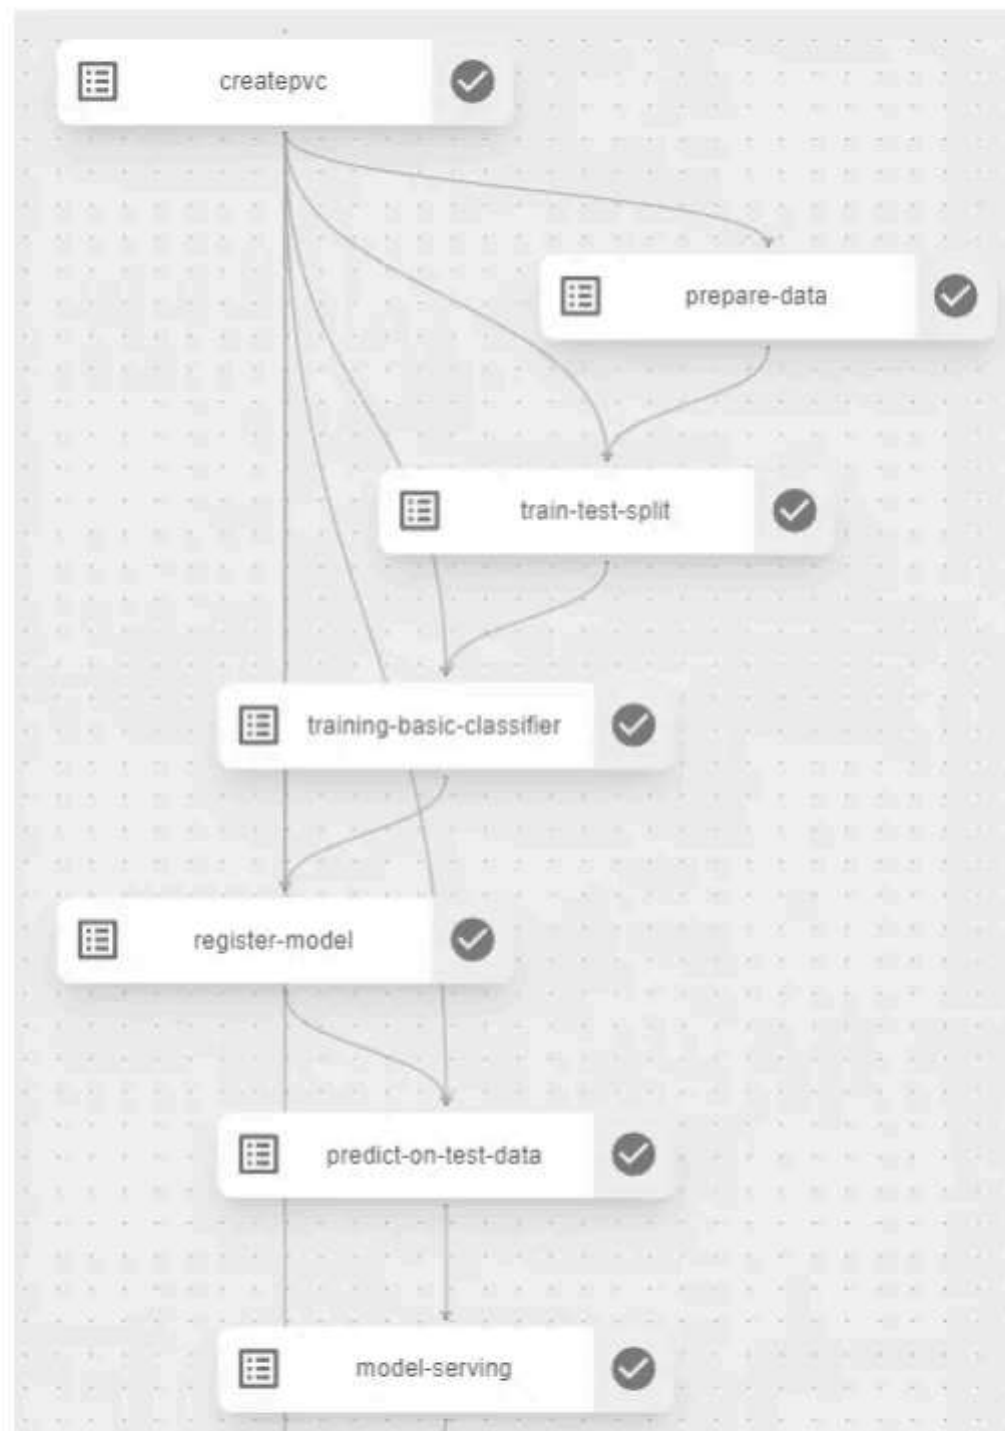 createpvc
prepare-data
train-test-split
training-basic-classifier
register-model
predict-on-test-data
model-serving